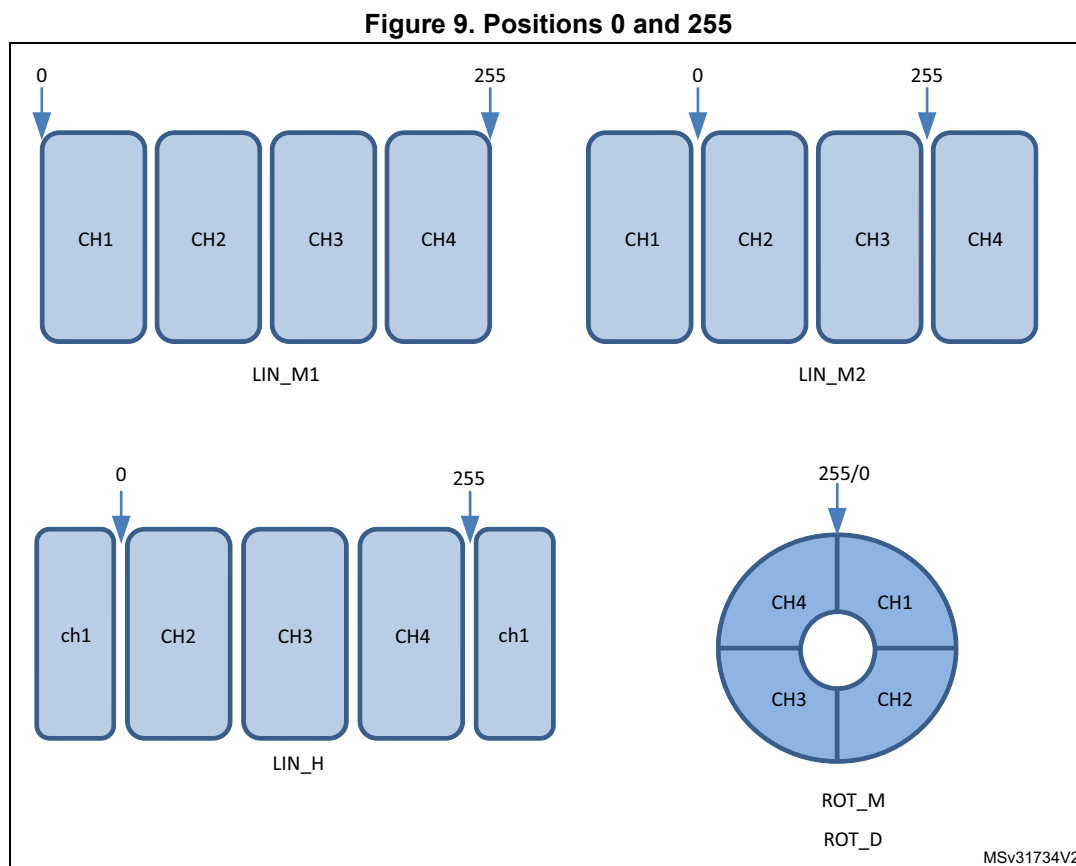 Figure 9. Positions 0 and 255
0
255
CH1
CH2
CH3
CH4
LIN_M1
0
255
CH1
CH2
CH3
CH4
LIN_M2
0
255
ch1
CH2
CH3
CH4
ch1
LIN_H
255/0
CH4
CH1
CH3
CH2
ROT_M
ROT_D
MSv31734V2